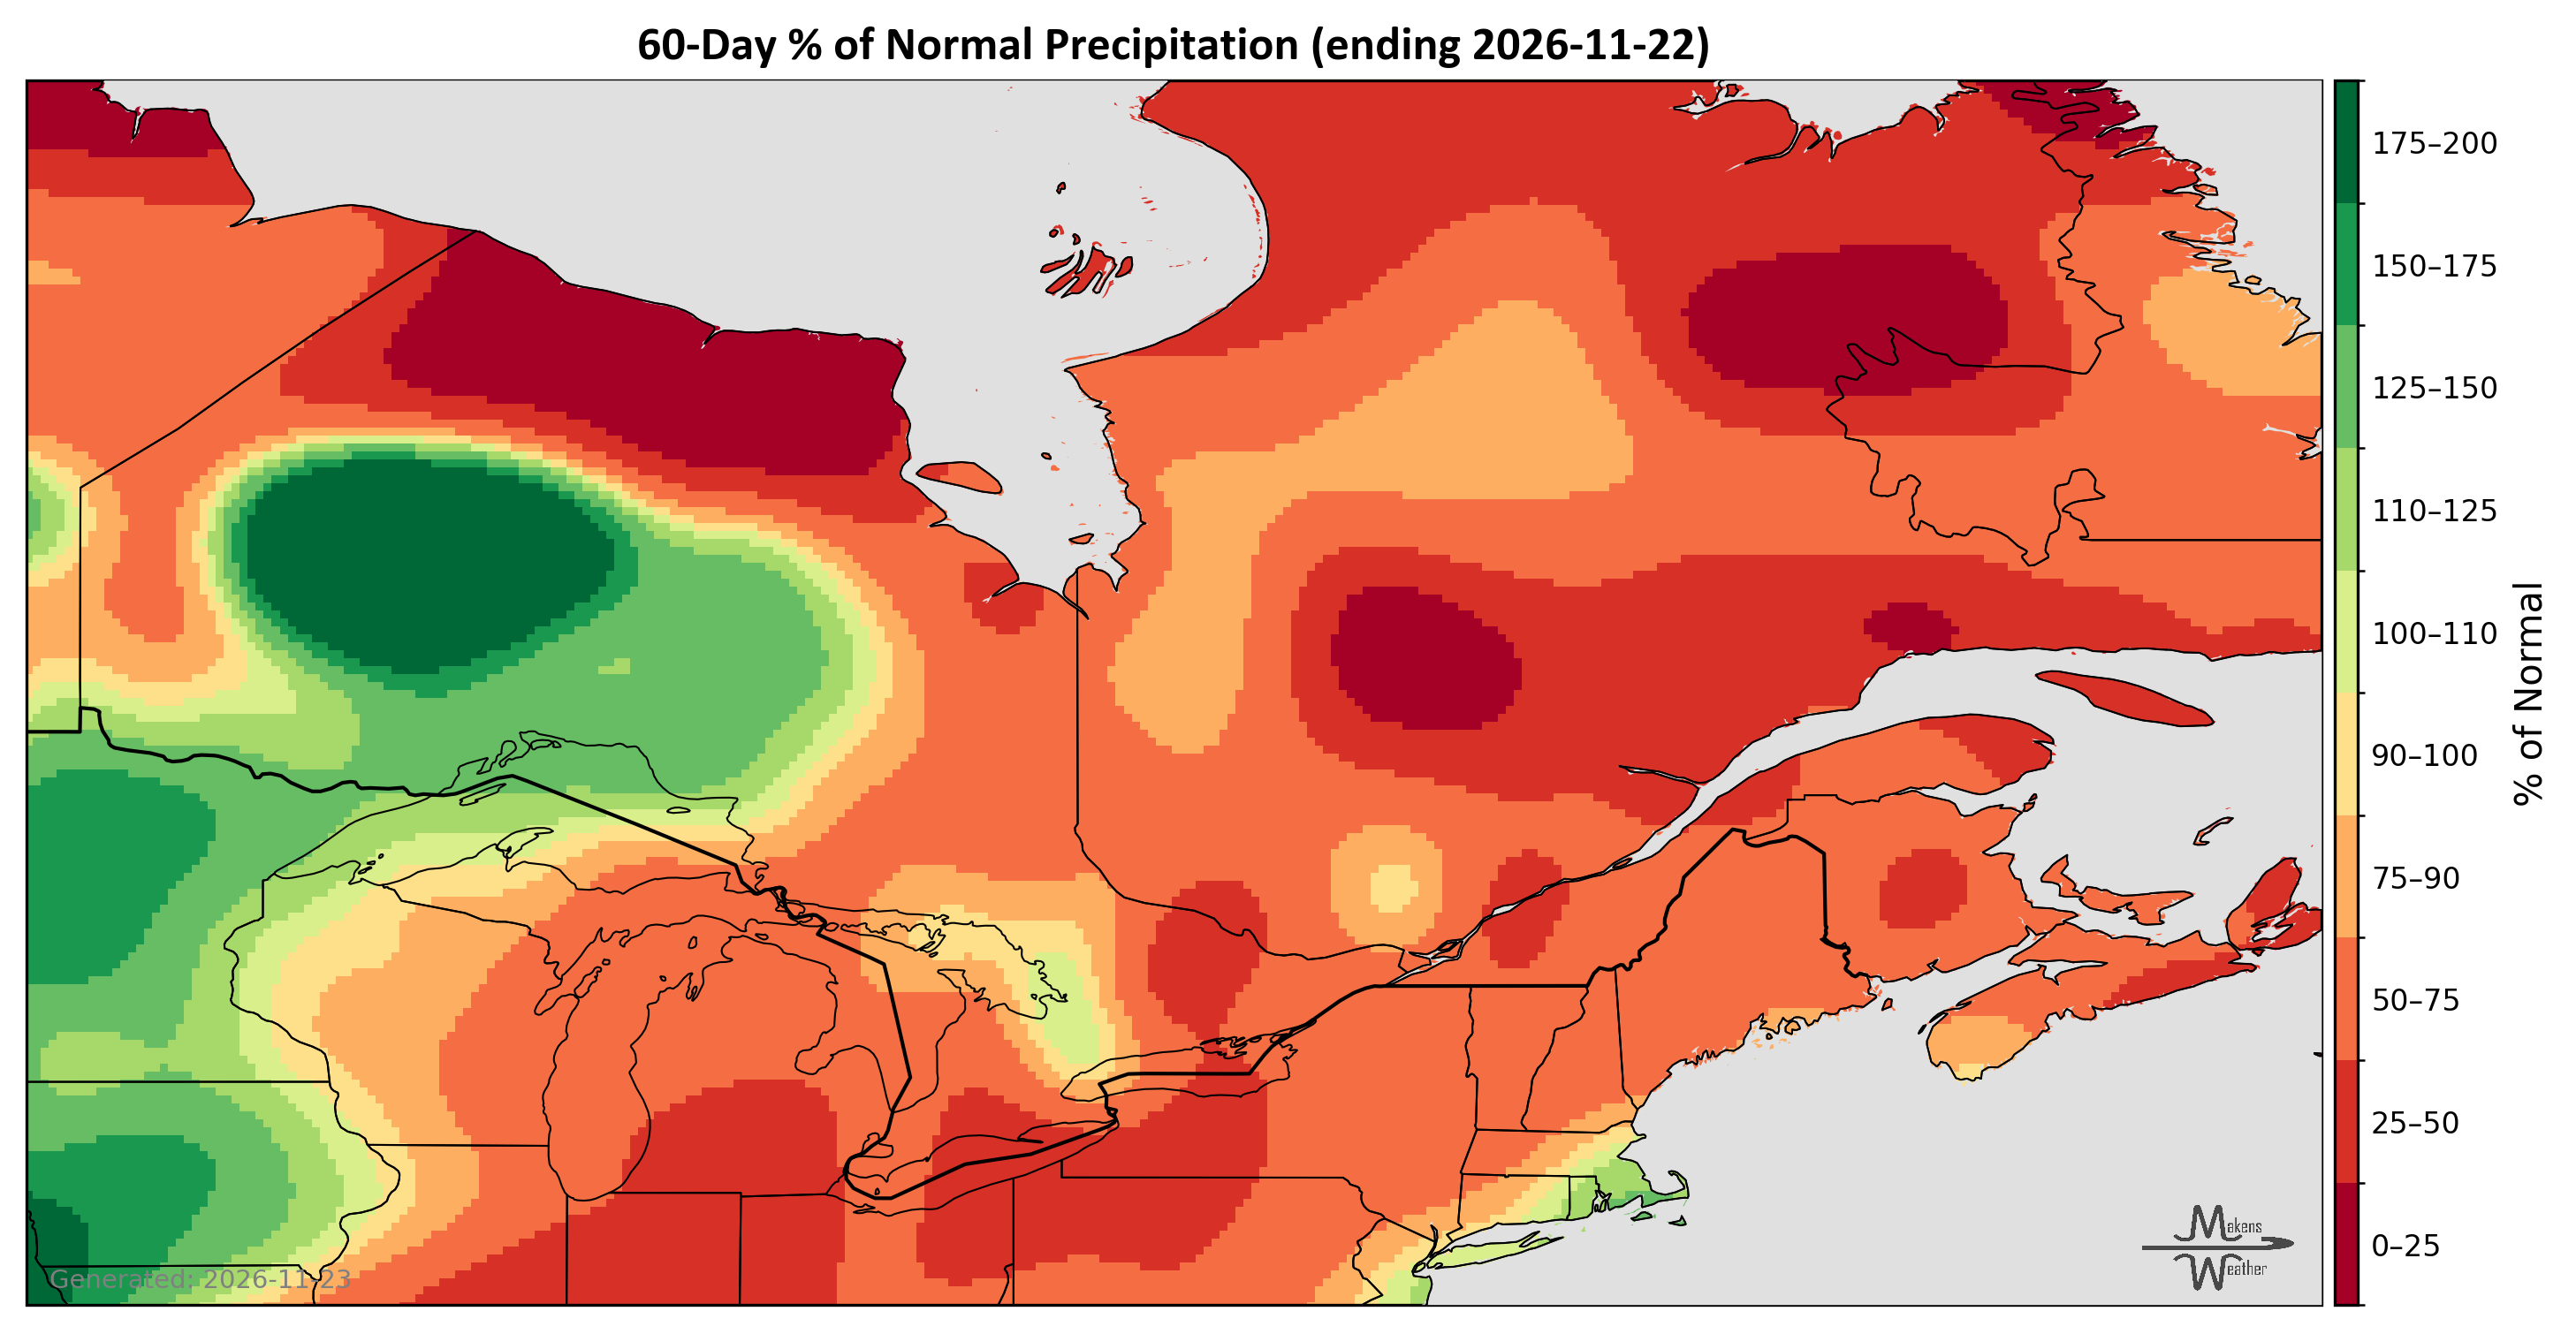 60-Day % of Normal Precipitation (ending 2026-11-22)
175–200
150–175
125–150
110–125
100–110
90–100
75–90
50–75
25–50
0–25
% of Normal
Makens
Weather
Generated: 2026-11-23